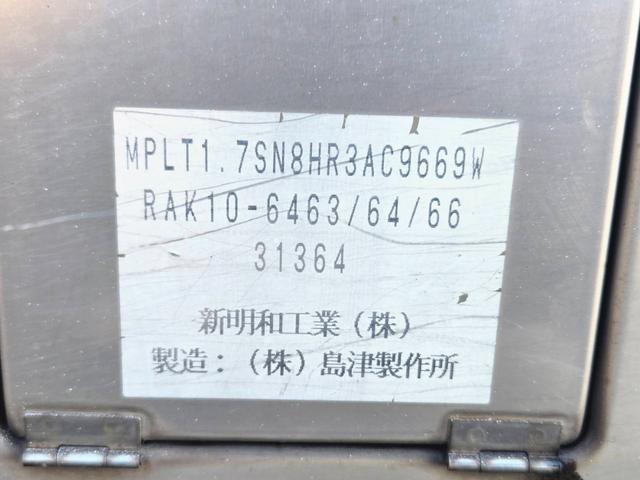 MPLT1.7SN8HR3AC9669W
RAK10-6463/64/66
31364
新明和工業(株)
製造：(株)島津製作所